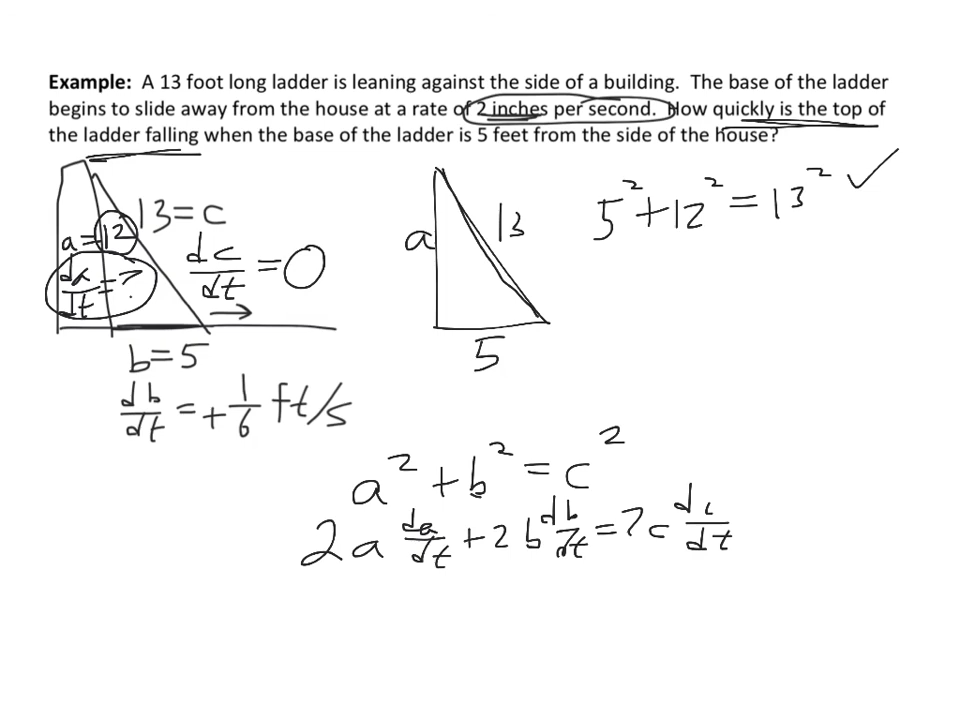 Example: A 13 foot long ladder is leaning against the side of a building. The base of the ladder
begins to slide away from the house at a rate of 2 inches per second. How quickly is the top of
the ladder falling when the base of the ladder is 5 feet from the side of the house?
13=c
a=12
dc/dt=0
da/dt=?
b=5
db/dt=+1/6 ft/s
a
13
5
5²+12²=13² ✓
a²+b²=c²
2a da/dt+2b db/dt=2c dc/dt